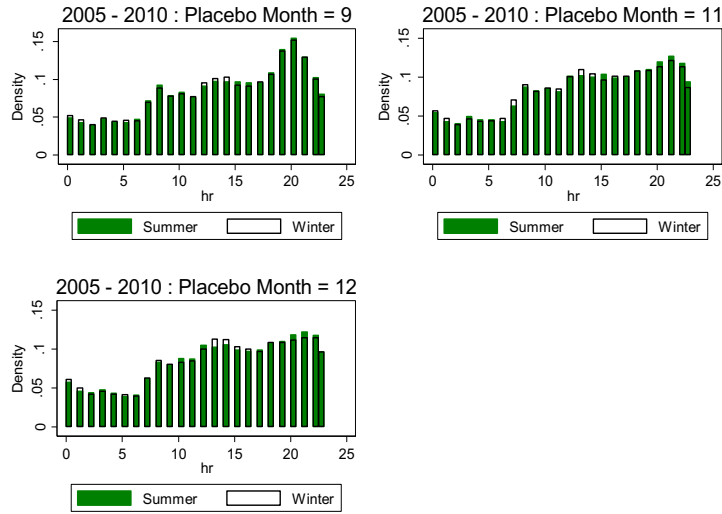 2005 - 2010 : Placebo Month = 9
Density
0 .05 .1 .15
0 5 10 15 20 25
hr
Summer Winter
2005 - 2010 : Placebo Month = 11
Density
0 .05 .1 .15
0 5 10 15 20 25
hr
Summer Winter
2005 - 2010 : Placebo Month = 12
Density
0 .05 .1 .15
0 5 10 15 20 25
hr
Summer Winter